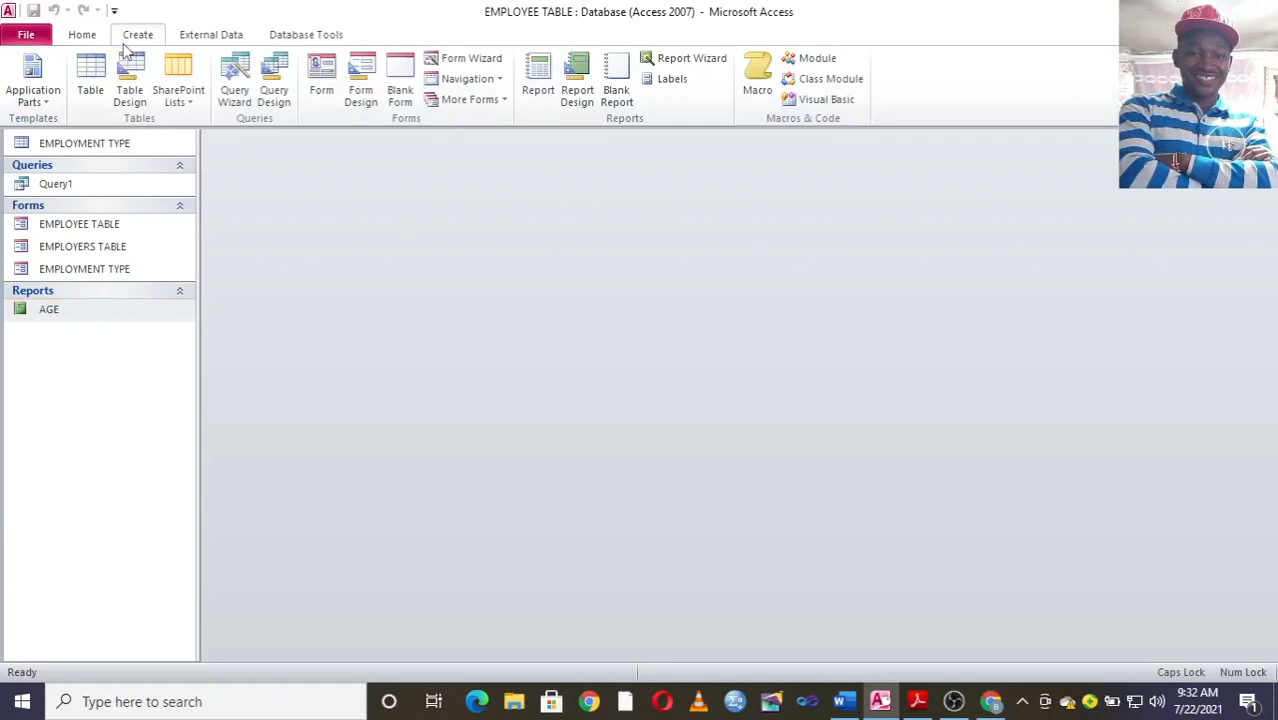 EMPLOYEE TABLE : Database (Access 2007) - Microsoft Access
File Home Create External Data Database Tools
Application Parts Table Table Design SharePoint Lists Query Wizard Query Design Form Form Design Blank Form Form Wizard Navigation More Forms Report Report Design Blank Report Report Wizard Labels Macro Module Class Module Visual Basic
Templates Tables Queries Forms Reports Macros & Code
EMPLOYMENT TYPE
Queries
Query1
Forms
EMPLOYEE TABLE
EMPLOYERS TABLE
EMPLOYMENT TYPE
Reports
AGE
Ready Caps Lock Num Lock
Type here to search
9:32 AM
7/22/2021
1